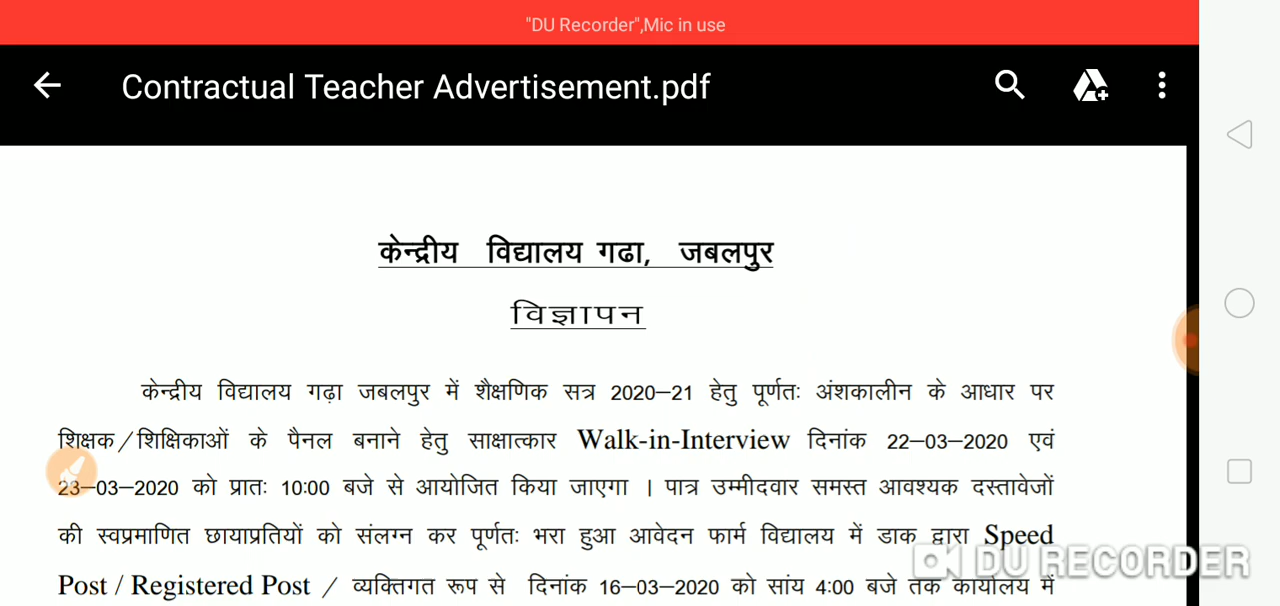 "DU Recorder",Mic in use
Contractual Teacher Advertisement.pdf
केन्द्रीय विद्यालय गढा, जबलपुर
विज्ञापन
केन्द्रीय विद्यालय गढ़ा जबलपुर में शैक्षणिक सत्र 2020–21 हेतु पूर्णतः अंशकालीन के आधार पर
शिक्षक/शिक्षिकाओं के पैनल बनाने हेतु साक्षात्कार Walk-in-Interview दिनांक 22–03–2020 एवं
23–03–2020 को प्रातः 10:00 बजे से आयोजित किया जाएगा । पात्र उम्मीदवार समस्त आवश्यक दस्तावेजों
की स्वप्रमाणित छायाप्रतियों को संलग्न कर पूर्णतः भरा हुआ आवेदन फार्म विद्यालय में डाक द्वारा Speed
Post / Registered Post / व्यक्तिगत रूप से दिनांक 16–03–2020 को सांय 4:00 बजे तक कार्यालय में
DU RECORDER